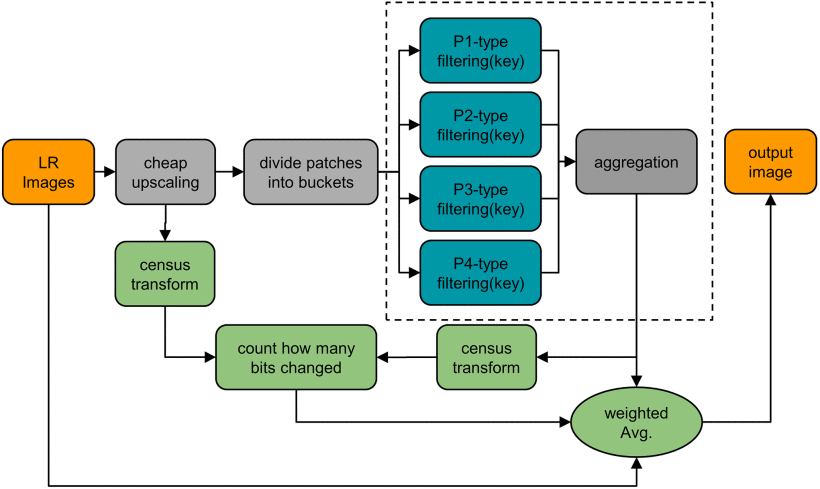 P1-type
filtering(key)
P2-type
filtering(key)
P3-type
filtering(key)
P4-type
filtering(key)
LR
Images
cheap
upscaling
divide patches
into buckets
aggregation
output
image
census
transform
count how many
bits changed
census
transform
weighted
Avg.